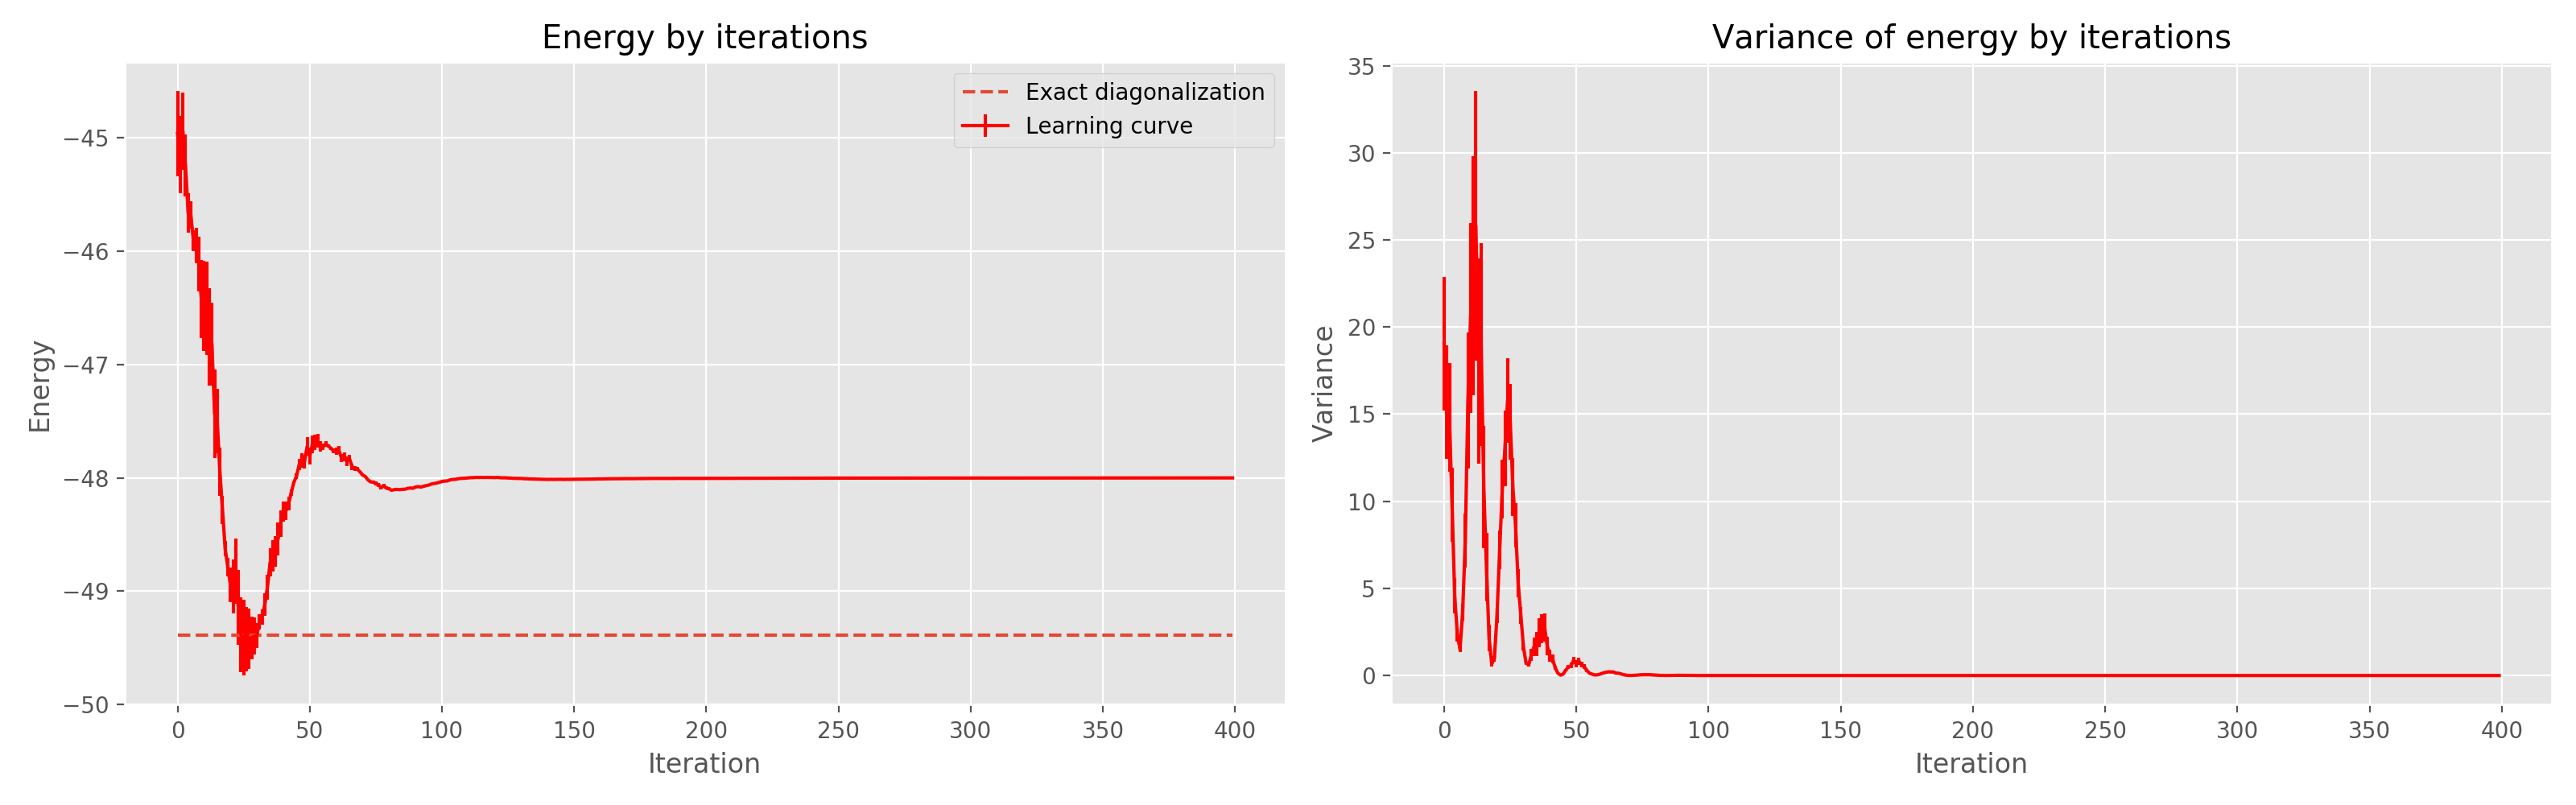 Energy by iterations
Exact diagonalization
Learning curve
−45
−46
−47
−48
−49
−50
Energy
0 50 100 150 200 250 300 350 400
Iteration
Variance of energy by iterations
35
30
25
20
15
10
5
0
Variance
0 50 100 150 200 250 300 350 400
Iteration